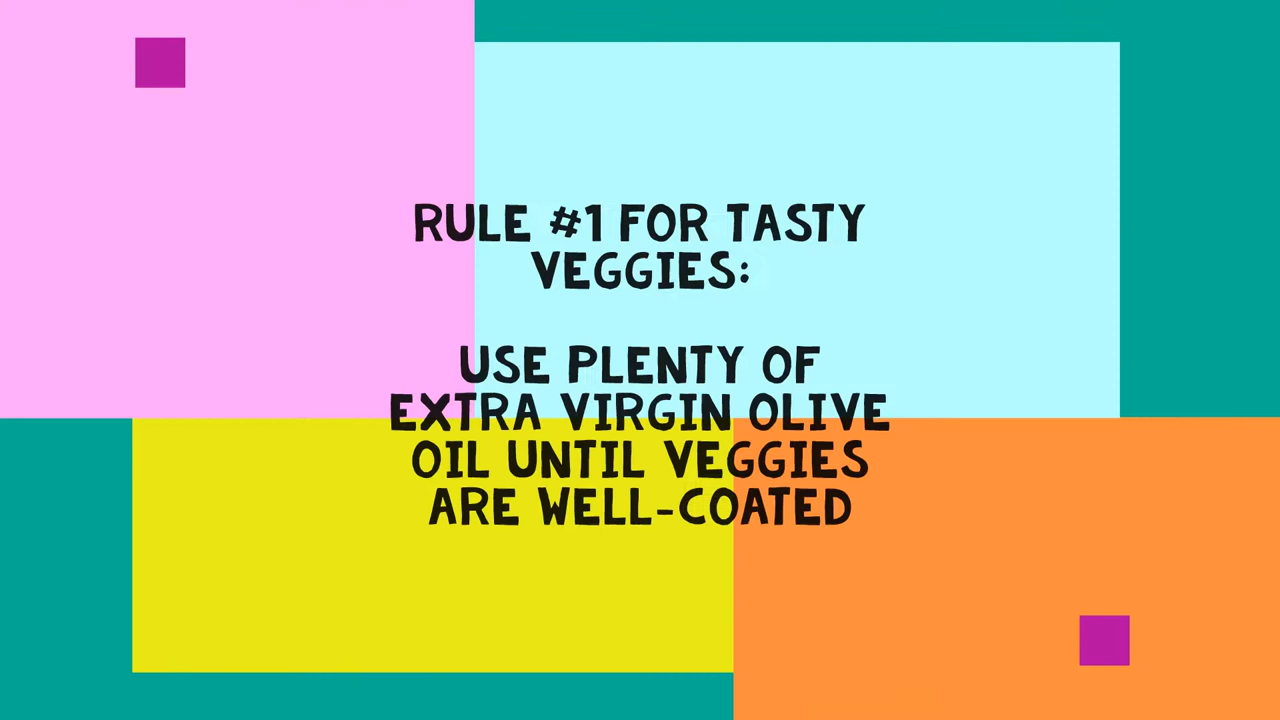 RULE #1 FOR TASTY
VEGGIES:
USE PLENTY OF
EXTRA VIRGIN OLIVE
OIL UNTIL VEGGIES
ARE WELL-COATED